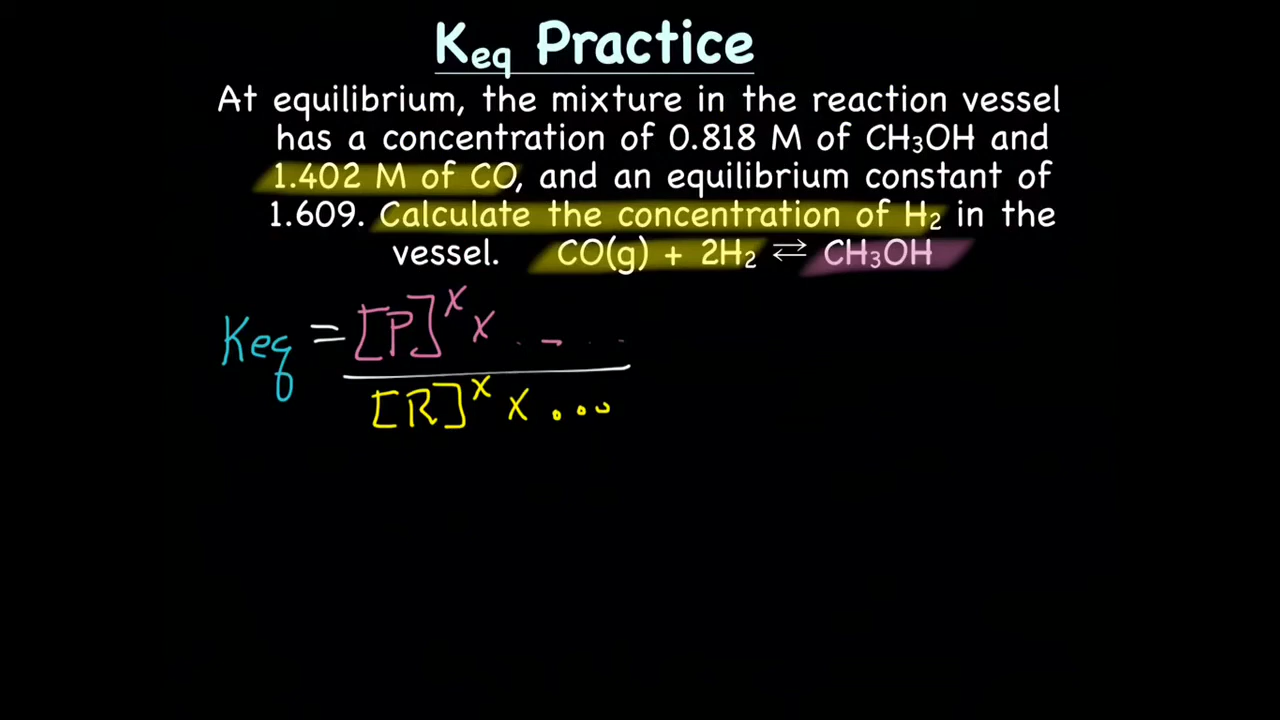 Keq Practice
At equilibrium, the mixture in the reaction vessel
has a concentration of 0.818 M of CH₃OH and
1.402 M of CO, and an equilibrium constant of
1.609. Calculate the concentration of H₂ in the
vessel. CO(g) + 2H₂ ⇄ CH₃OH
Keq = [P]ˣ x . . - . .
[R]ˣ x ...